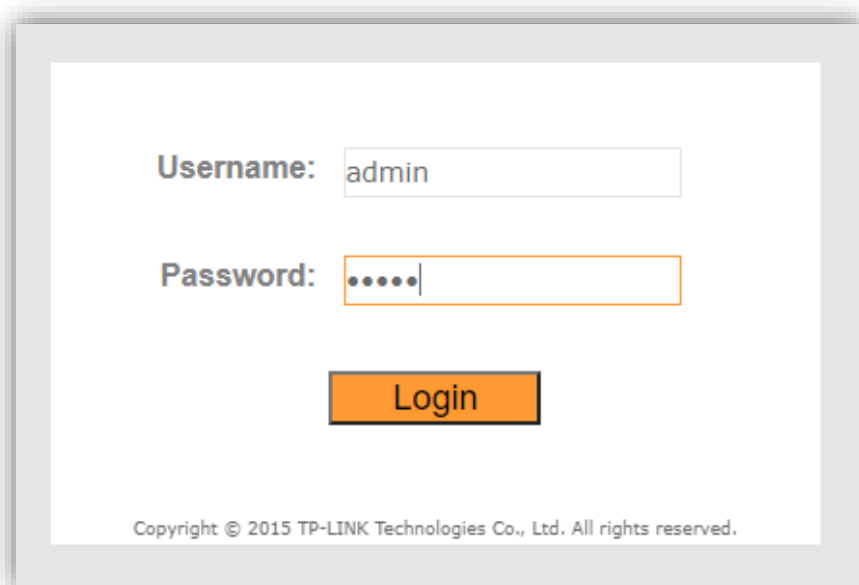 Username: admin
Password: •••••
Login
Copyright © 2015 TP-LINK Technologies Co., Ltd. All rights reserved.